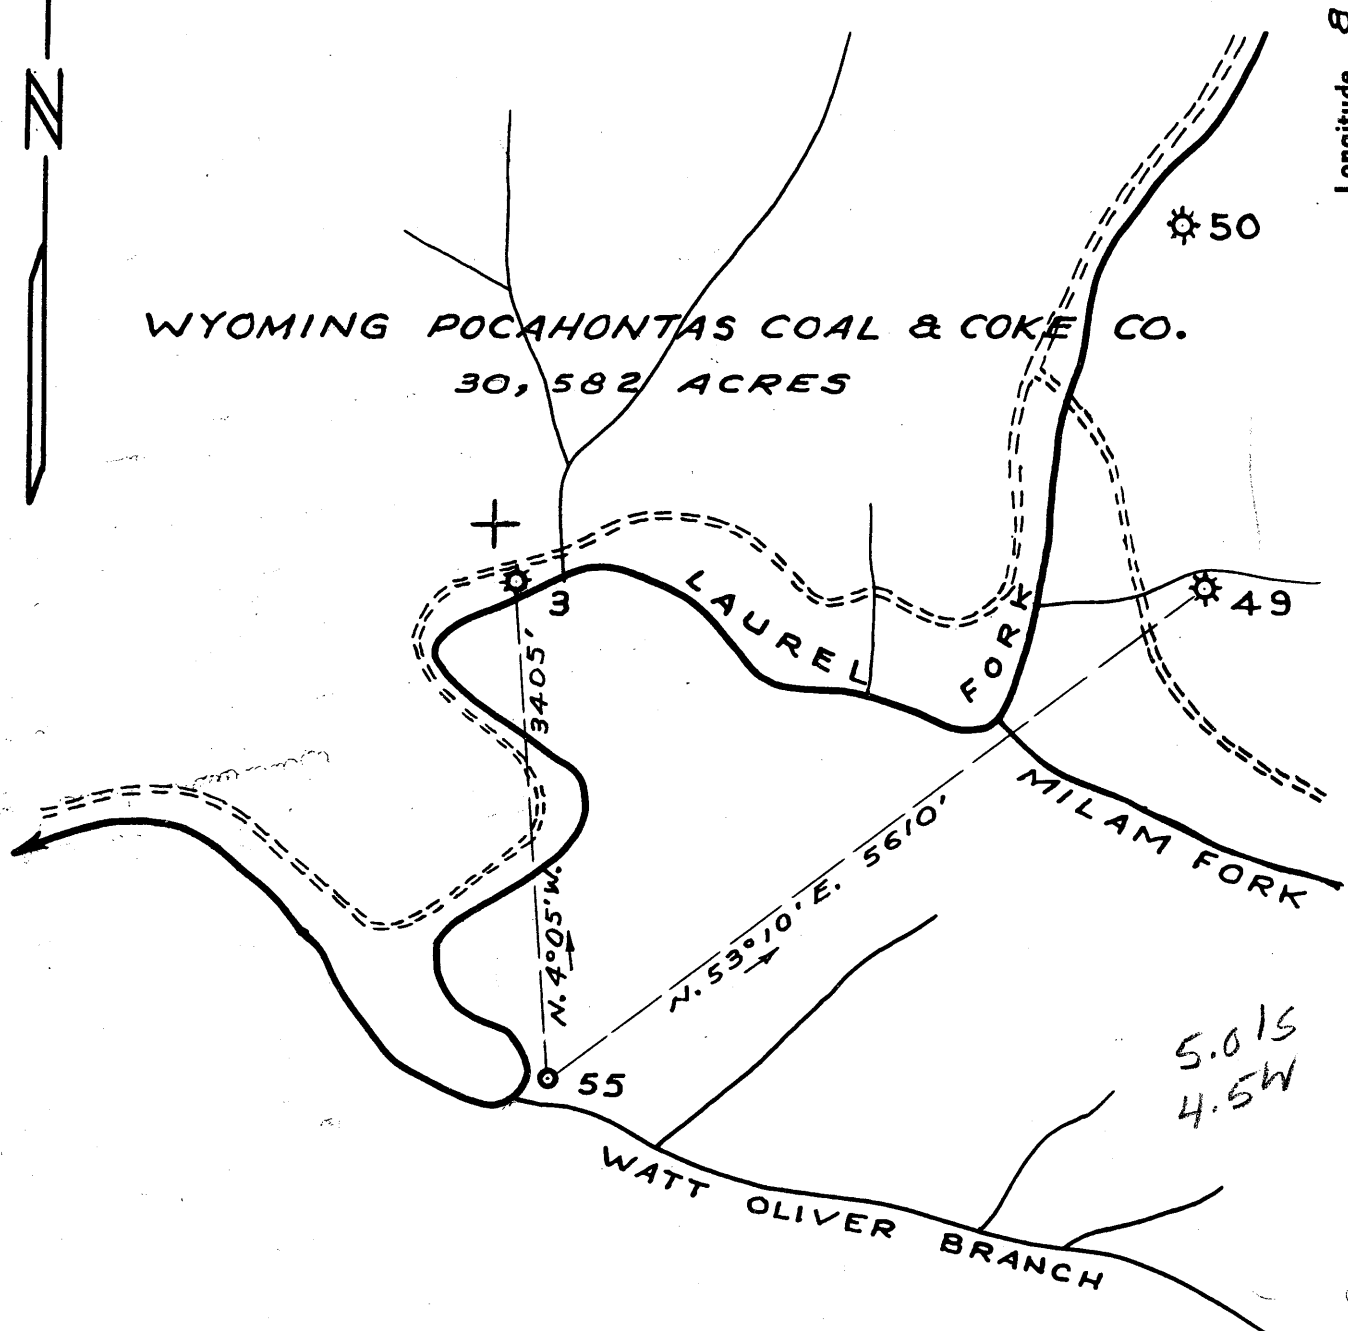 N
Longitude 8
50
WYOMING POCAHONTAS COAL & COKE CO.
30,582 ACRES
3
49
LAUREL FORK
3405'
N. 4°05' W.
N. 53°10' E. 5610'
MILAM FORK
5.01S
4.5W
55
WATT OLIVER BRANCH